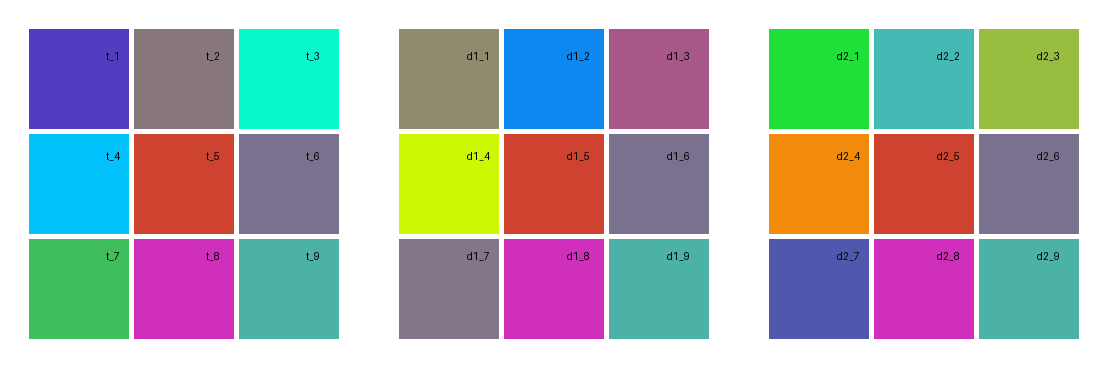 t_1 t_2 t_3 d1_1 d1_2 d1_3 d2_1 d2_2 d2_3
t_4 t_5 t_6 d1_4 d1_5 d1_6 d2_4 d2_5 d2_6
t_7 t_8 t_9 d1_7 d1_8 d1_9 d2_7 d2_8 d2_9